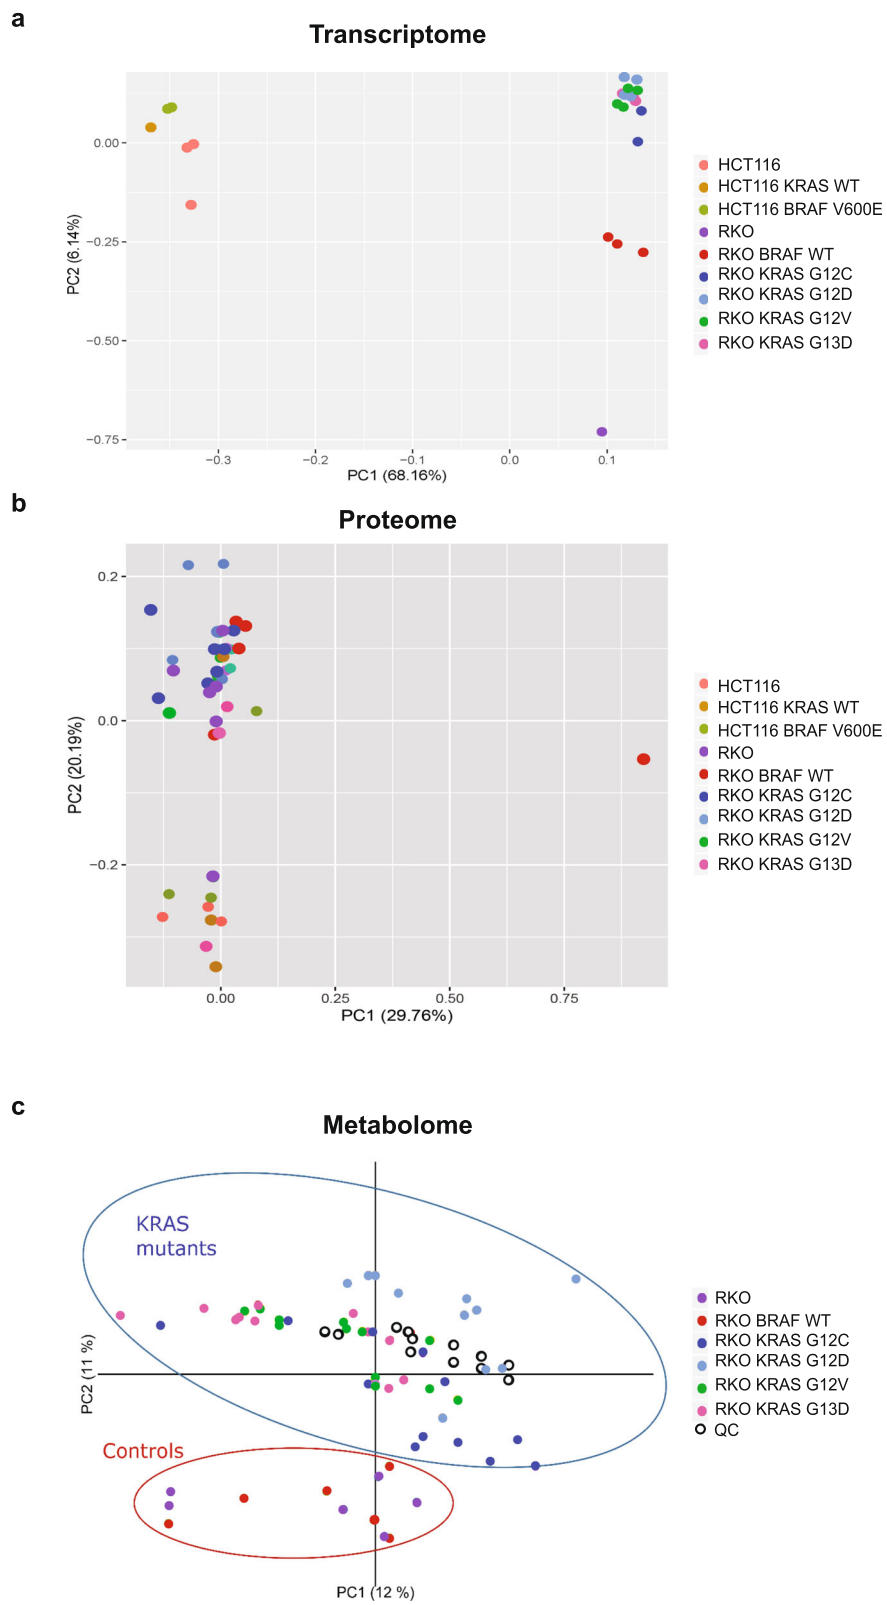 a
Transcriptome
0.00
−0.25
−0.50
−0.75
PC2 (6.14%)
−0.3 −0.2 −0.1 0.0 0.1
PC1 (68.16%)
HCT116
HCT116 KRAS WT
HCT116 BRAF V600E
RKO
RKO BRAF WT
RKO KRAS G12C
RKO KRAS G12D
RKO KRAS G12V
RKO KRAS G13D
b
Proteome
0.2
0.0
−0.2
PC2 (20.19%)
0.00 0.25 0.50 0.75
PC1 (29.76%)
HCT116
HCT116 KRAS WT
HCT116 BRAF V600E
RKO
RKO BRAF WT
RKO KRAS G12C
RKO KRAS G12D
RKO KRAS G12V
RKO KRAS G13D
c
Metabolome
KRAS
mutants
PC2 (11 %)
Controls
PC1 (12 %)
RKO
RKO BRAF WT
RKO KRAS G12C
RKO KRAS G12D
RKO KRAS G12V
RKO KRAS G13D
QC